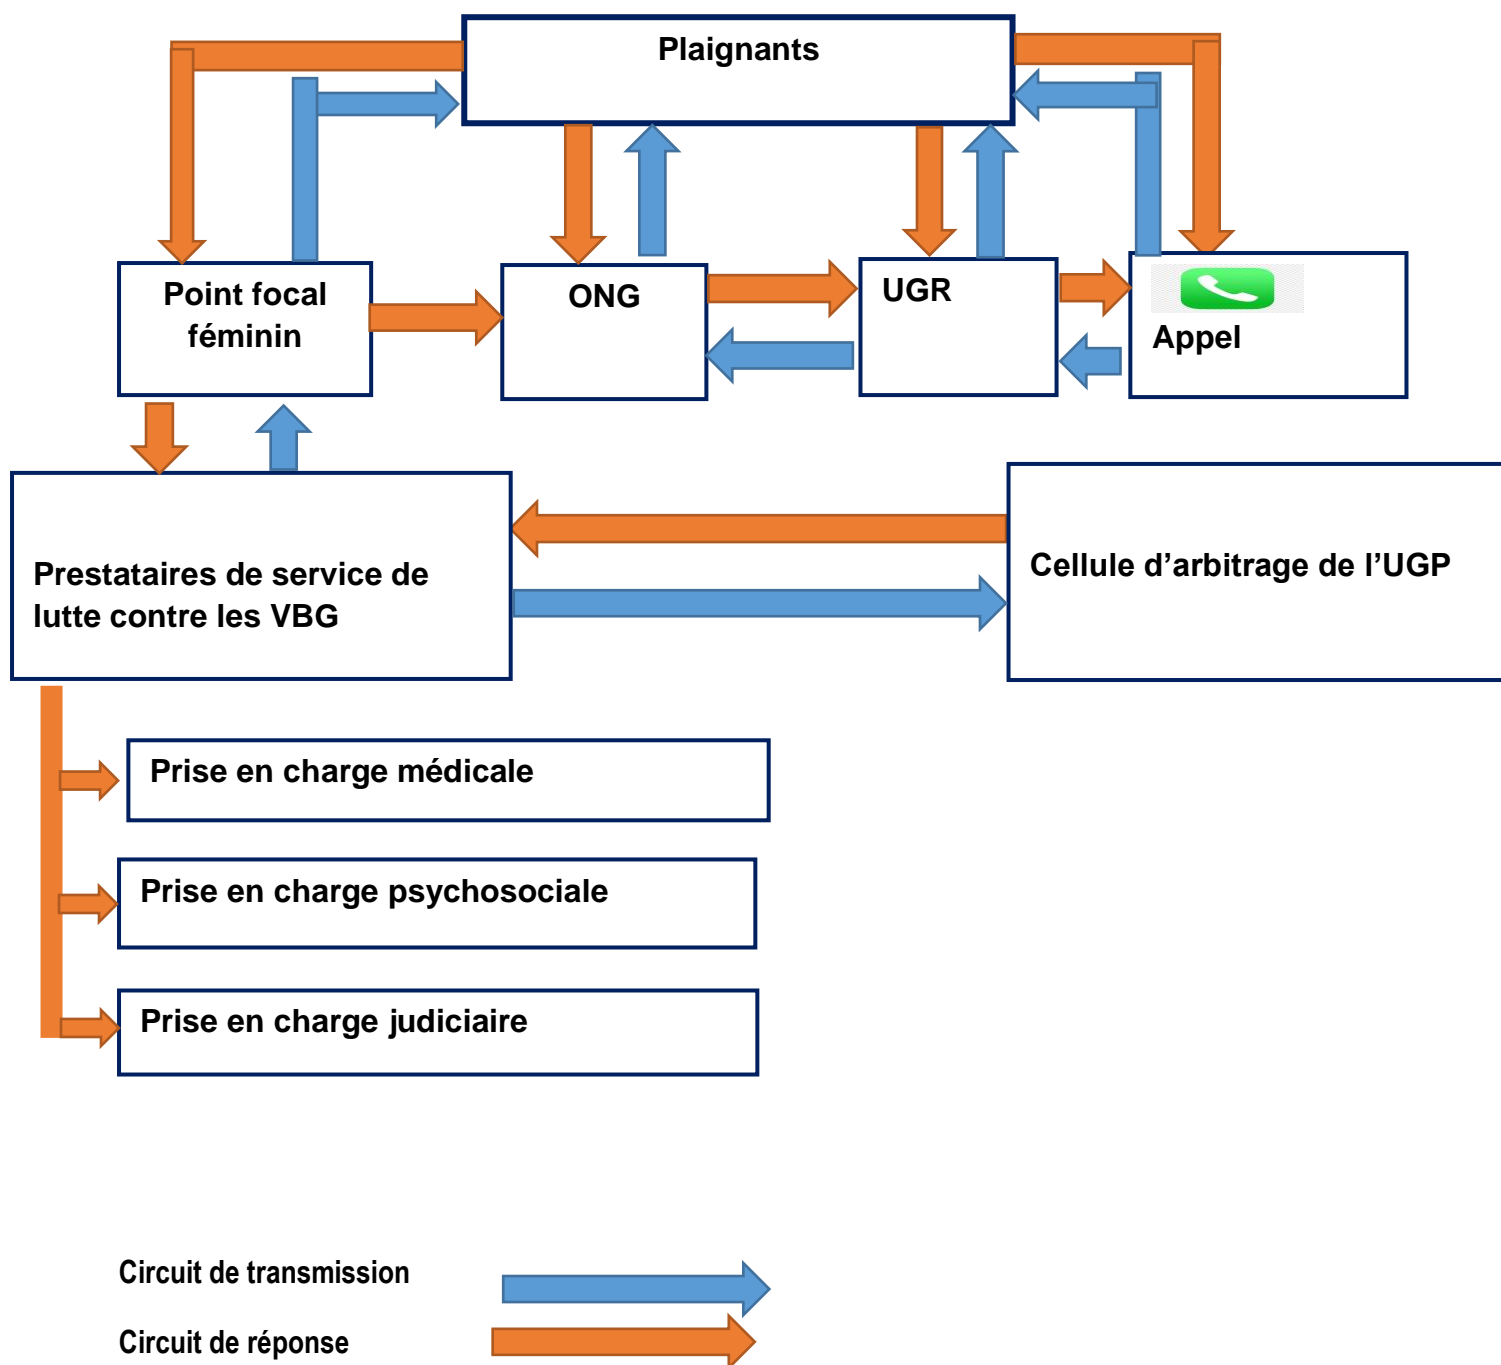 Plaignants
Point focal
féminin
ONG
UGR
Appel
Prestataires de service de
lutte contre les VBG
Cellule d’arbitrage de l’UGP
Prise en charge médicale
Prise en charge psychosociale
Prise en charge judiciaire
Circuit de transmission
Circuit de réponse